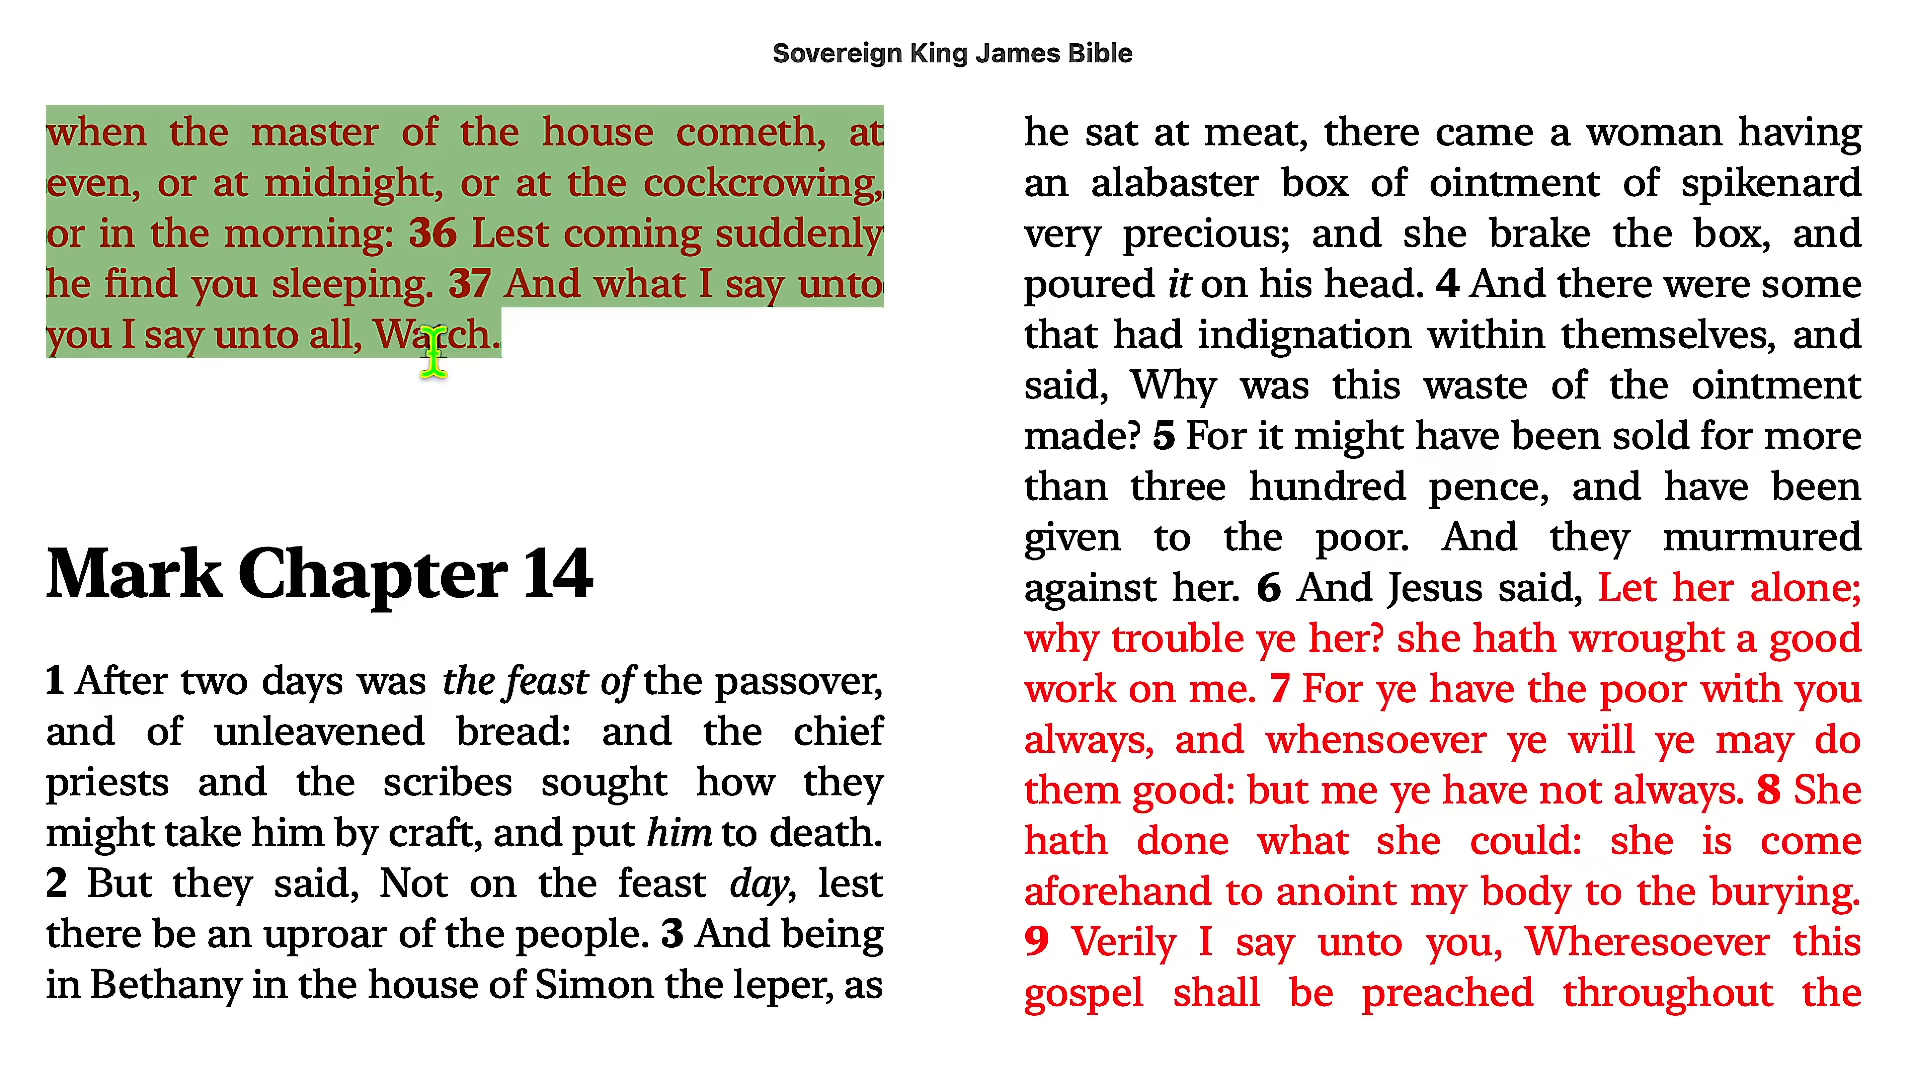 Sovereign King James Bible
when the master of the house cometh, at
even, or at midnight, or at the cockcrowing,
or in the morning: 36 Lest coming suddenly
he find you sleeping. 37 And what I say unto
you I say unto all, Watch.
Mark Chapter 14
1 After two days was the feast of the passover,
and of unleavened bread: and the chief
priests and the scribes sought how they
might take him by craft, and put him to death.
2 But they said, Not on the feast day, lest
there be an uproar of the people. 3 And being
in Bethany in the house of Simon the leper, as
he sat at meat, there came a woman having
an alabaster box of ointment of spikenard
very precious; and she brake the box, and
poured it on his head. 4 And there were some
that had indignation within themselves, and
said, Why was this waste of the ointment
made? 5 For it might have been sold for more
than three hundred pence, and have been
given to the poor. And they murmured
against her. 6 And Jesus said, Let her alone;
why trouble ye her? she hath wrought a good
work on me. 7 For ye have the poor with you
always, and whensoever ye will ye may do
them good: but me ye have not always. 8 She
hath done what she could: she is come
aforehand to anoint my body to the burying.
9 Verily I say unto you, Wheresoever this
gospel shall be preached throughout the